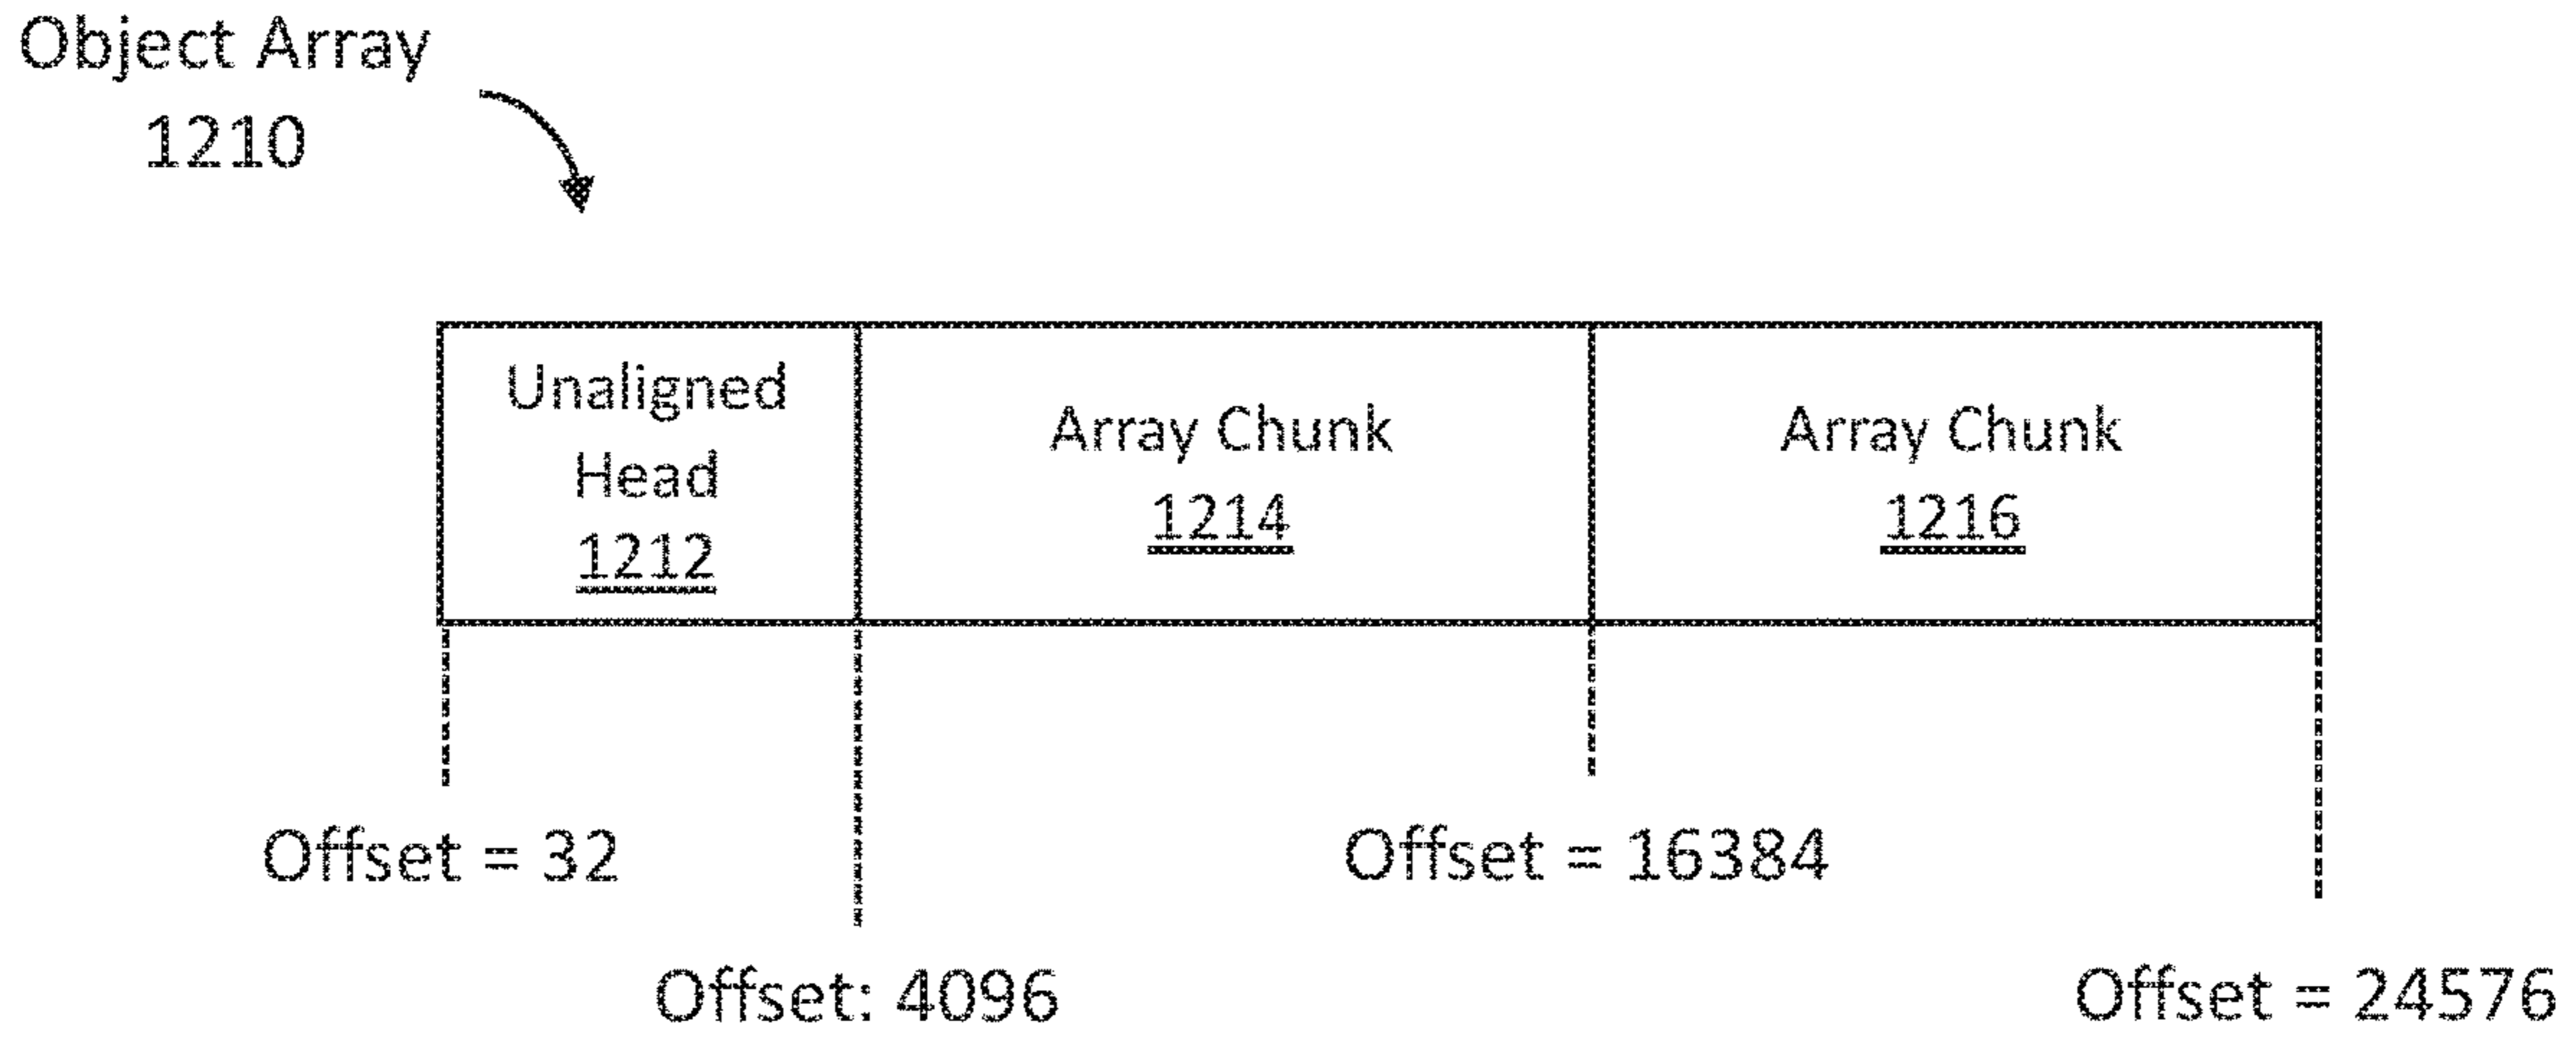 Object Array
1210
Unaligned
Head
1212
Array Chunk
1214
Array Chunk
1216
Offset = 32
Offset: 4096
Offset = 16384
Offset = 24576